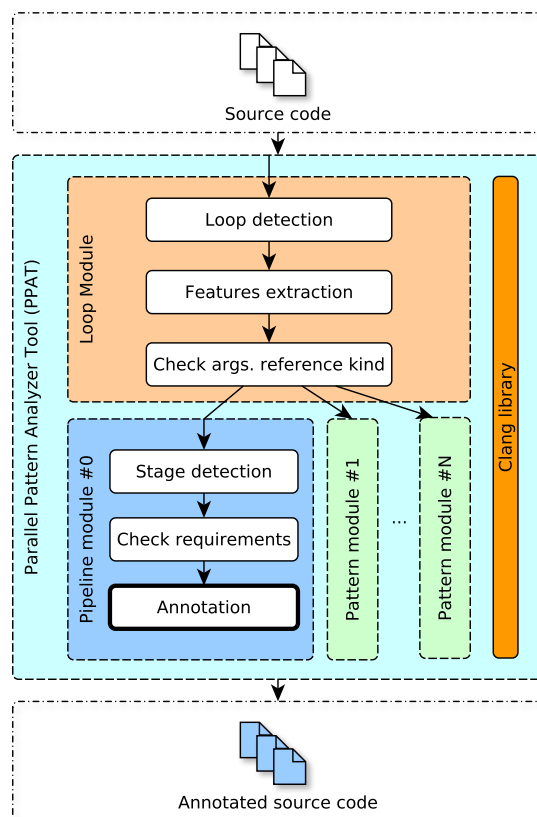 Source code
Parallel Pattern Analyzer Tool (PPAT)
Loop Module
Loop detection
Features extraction
Check args. reference kind
Clang library
Pipeline module #0
Stage detection
Check requirements
Annotation
Pattern module #1
...
Pattern module #N
Annotated source code